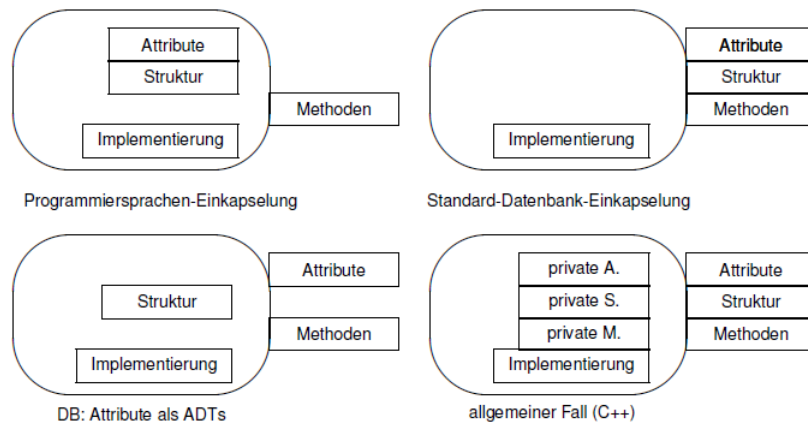 Attribute
Struktur
Methoden
Implementierung
Programmiersprachen-Einkapselung
Attribute
Struktur
Methoden
Implementierung
Standard-Datenbank-Einkapselung
Attribute
Struktur
Methoden
Implementierung
DB: Attribute als ADTs
private A.
private S.
private M.
Implementierung
Attribute
Struktur
Methoden
allgemeiner Fall (C++)